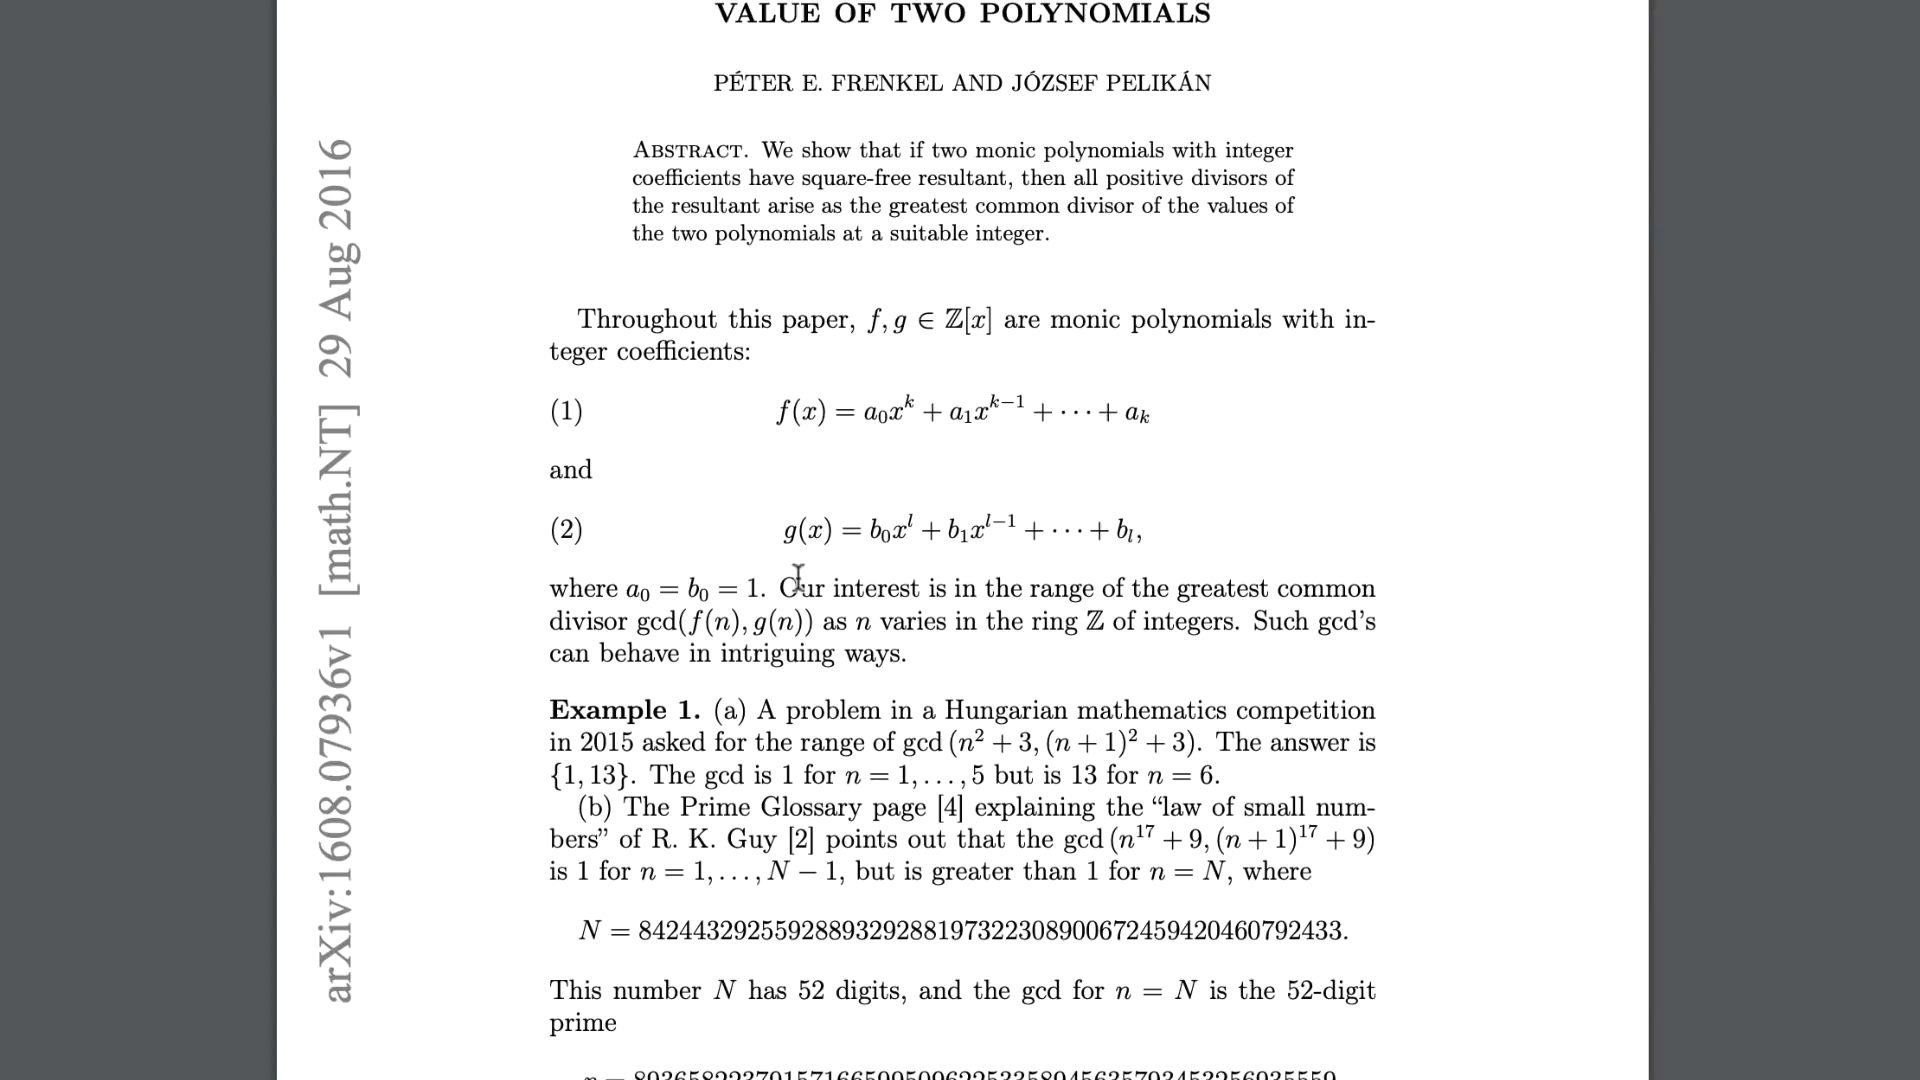 VALUE OF TWO POLYNOMIALS
PÉTER E. FRENKEL AND JÓZSEF PELIKÁN
ABSTRACT. We show that if two monic polynomials with integer
coefficients have square-free resultant, then all positive divisors of
the resultant arise as the greatest common divisor of the values of
the two polynomials at a suitable integer.
Throughout this paper, f, g ∈ ℤ[x] are monic polynomials with in-
teger coefficients:
(1) f(x) = a₀xᵏ + a₁xᵏ⁻¹ + ··· + aₖ
and
(2) g(x) = b₀xˡ + b₁xˡ⁻¹ + ··· + bₗ,
where a₀ = b₀ = 1. Our interest is in the range of the greatest common
divisor gcd(f(n), g(n)) as n varies in the ring ℤ of integers. Such gcd's
can behave in intriguing ways.
Example 1. (a) A problem in a Hungarian mathematics competition
in 2015 asked for the range of gcd (n² + 3, (n + 1)² + 3). The answer is
{1, 13}. The gcd is 1 for n = 1, . . . , 5 but is 13 for n = 6.
(b) The Prime Glossary page [4] explaining the “law of small num-
bers” of R. K. Guy [2] points out that the gcd (n¹⁷ + 9, (n + 1)¹⁷ + 9)
is 1 for n = 1, . . . , N − 1, but is greater than 1 for n = N, where
N = 8424432925592889329288197322308900672459420460792433.
This number N has 52 digits, and the gcd for n = N is the 52-digit
prime
arXiv:1608.07936v1 [math.NT] 29 Aug 2016